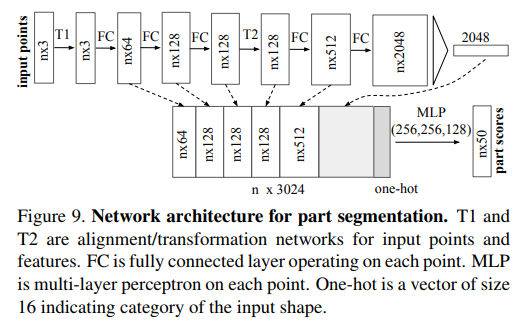 input points
nx3
T1
nx3
FC
nx64
FC
nx128
FC
nx128
T2
nx128
FC
nx512
FC
nx2048
2048
nx64
nx128
nx128
nx128
nx512
MLP
(256,256,128)
nx50
part scores
n x 3024
one-hot
Figure 9. Network architecture for part segmentation. T1 and
T2 are alignment/transformation networks for input points and
features. FC is fully connected layer operating on each point. MLP
is multi-layer perceptron on each point. One-hot is a vector of size
16 indicating category of the input shape.